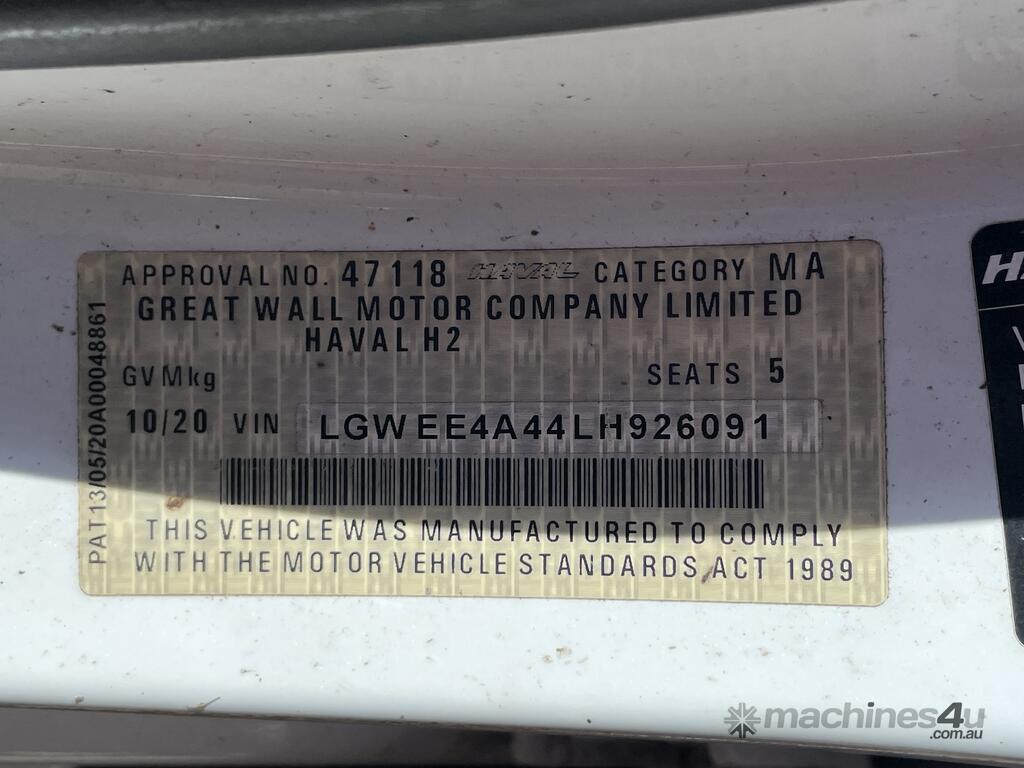 APPROVAL NO. 47118 HAVAL CATEGORY MA
GREAT WALL MOTOR COMPANY LIMITED
HAVAL H2
GVMkg SEATS 5
10/20 VIN LGWEE4A44LH926091
THIS VEHICLE WAS MANUFACTURED TO COMPLY
WITH THE MOTOR VEHICLE STANDARDS ACT 1989
PAT13/05/20A00048861
machines4u
.com.au